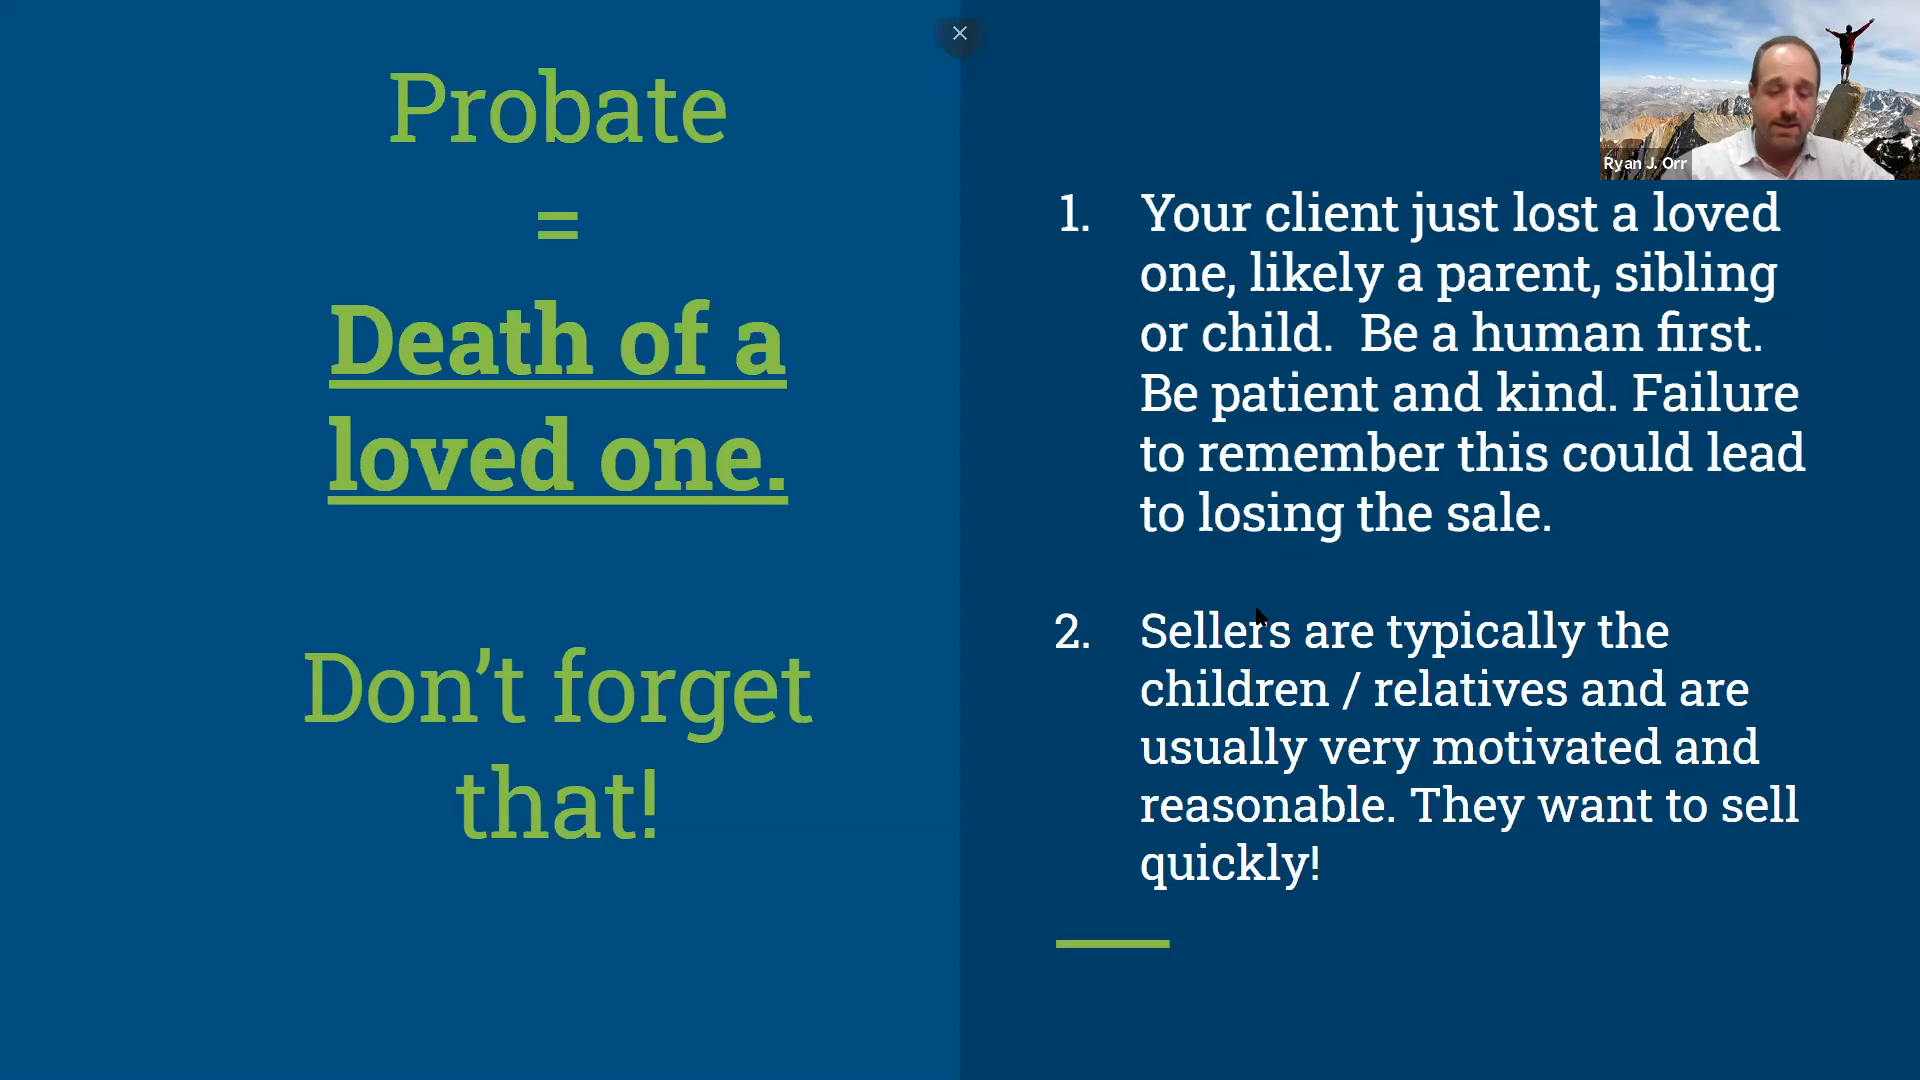 Probate
=
Death of a
loved one.
Don’t forget
that!
Ryan J. Orr
1. Your client just lost a loved
one, likely a parent, sibling
or child.  Be a human first.
Be patient and kind. Failure
to remember this could lead
to losing the sale.
2. Sellers are typically the
children / relatives and are
usually very motivated and
reasonable. They want to sell
quickly!